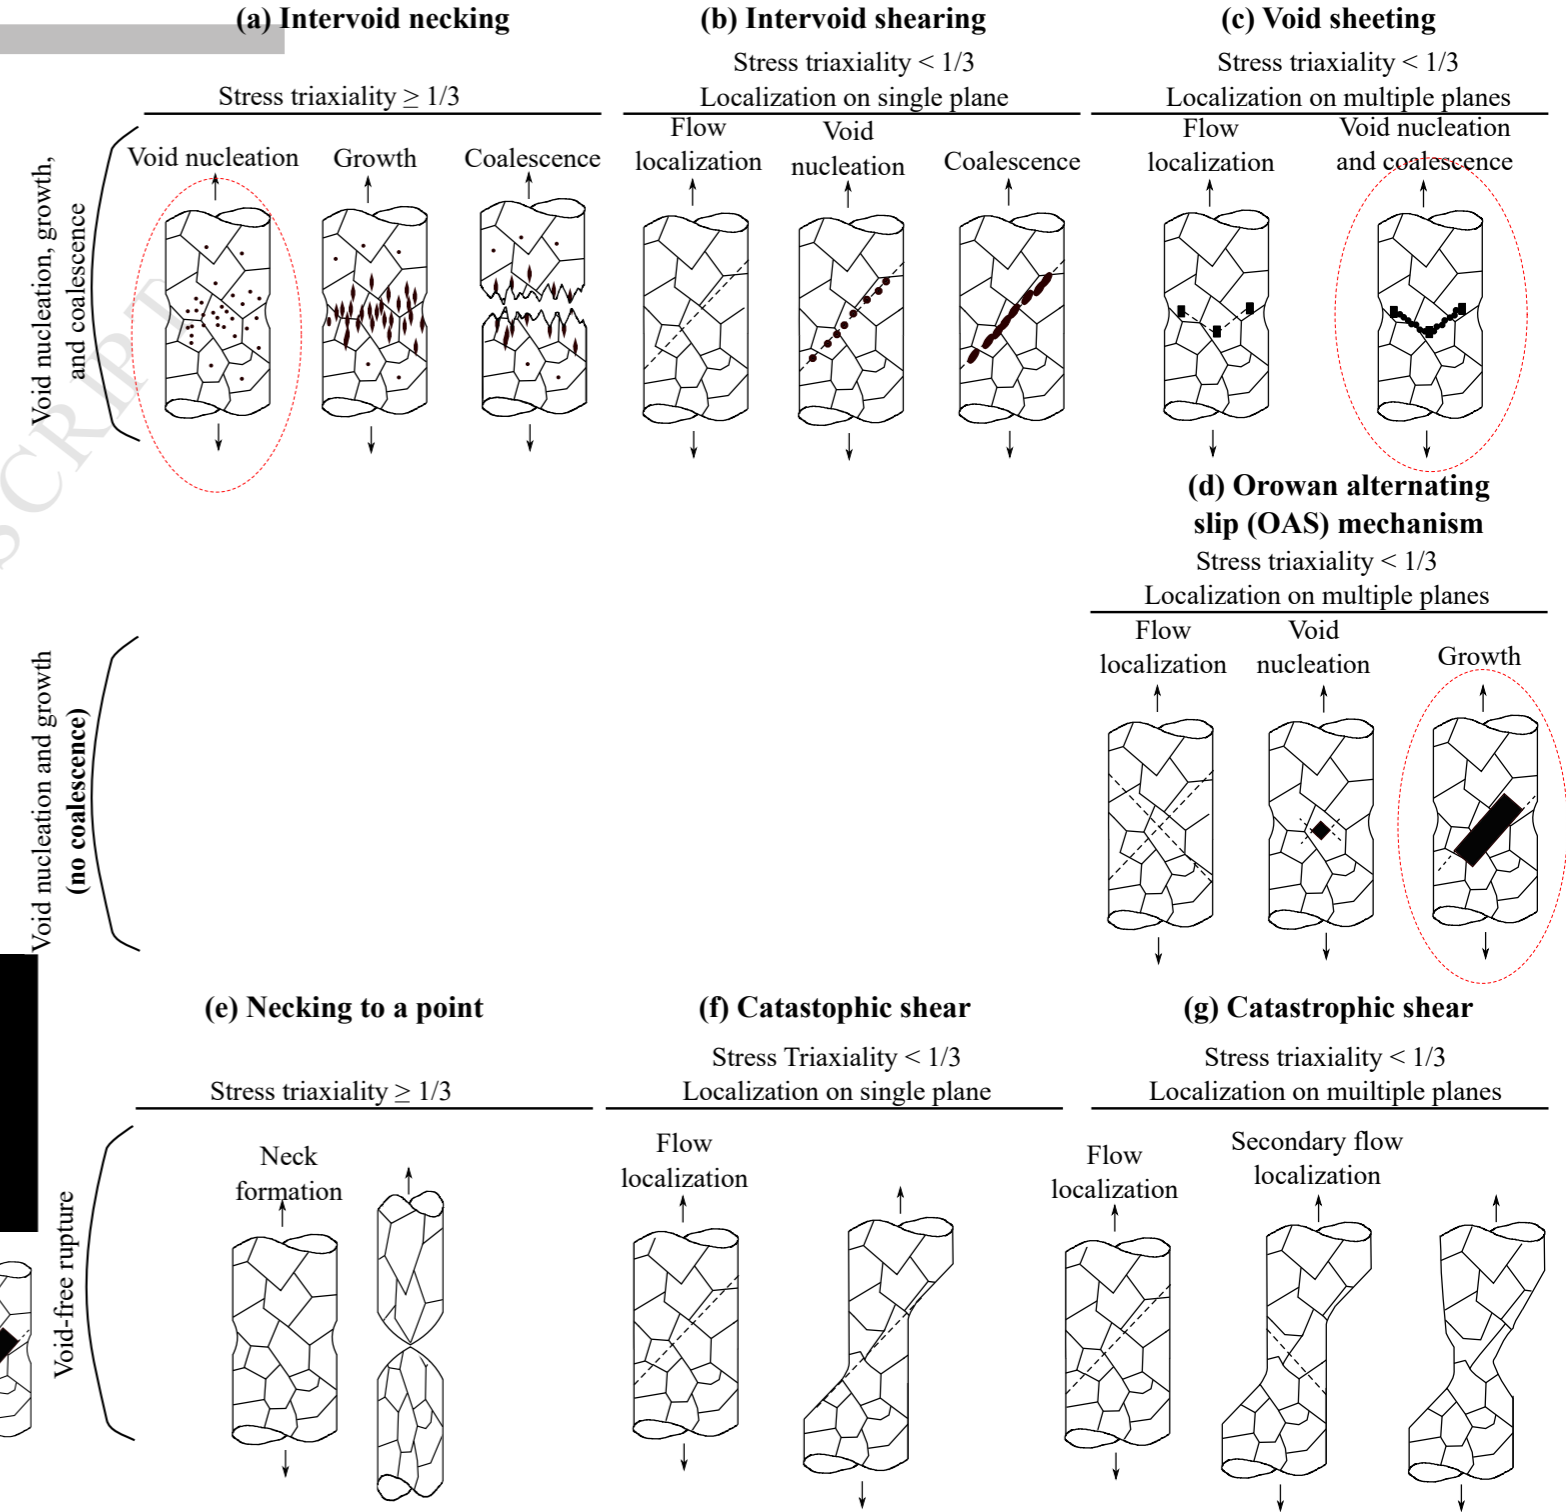 (a) Intervoid necking
Stress triaxiality ≥ 1/3
Void nucleation
Growth
Coalescence
(b) Intervoid shearing
Stress triaxiality < 1/3
Localization on single plane
Flow
localization
Void
nucleation
Coalescence
(c) Void sheeting
Stress triaxiality < 1/3
Localization on multiple planes
Flow
localization
Void nucleation
and coalescence
Void nucleation, growth,
and coalescence
SCRIPT
(d) Orowan alternating
slip (OAS) mechanism
Stress triaxiality < 1/3
Localization on multiple planes
Flow
localization
Void
nucleation
Growth
Void nucleation and growth
(no coalescence)
(e) Necking to a point
Stress triaxiality ≥ 1/3
Neck
formation
(f) Catastophic shear
Stress Triaxiality < 1/3
Localization on single plane
Flow
localization
(g) Catastrophic shear
Stress triaxiality < 1/3
Localization on muiltiple planes
Flow
localization
Secondary flow
localization
Void-free rupture